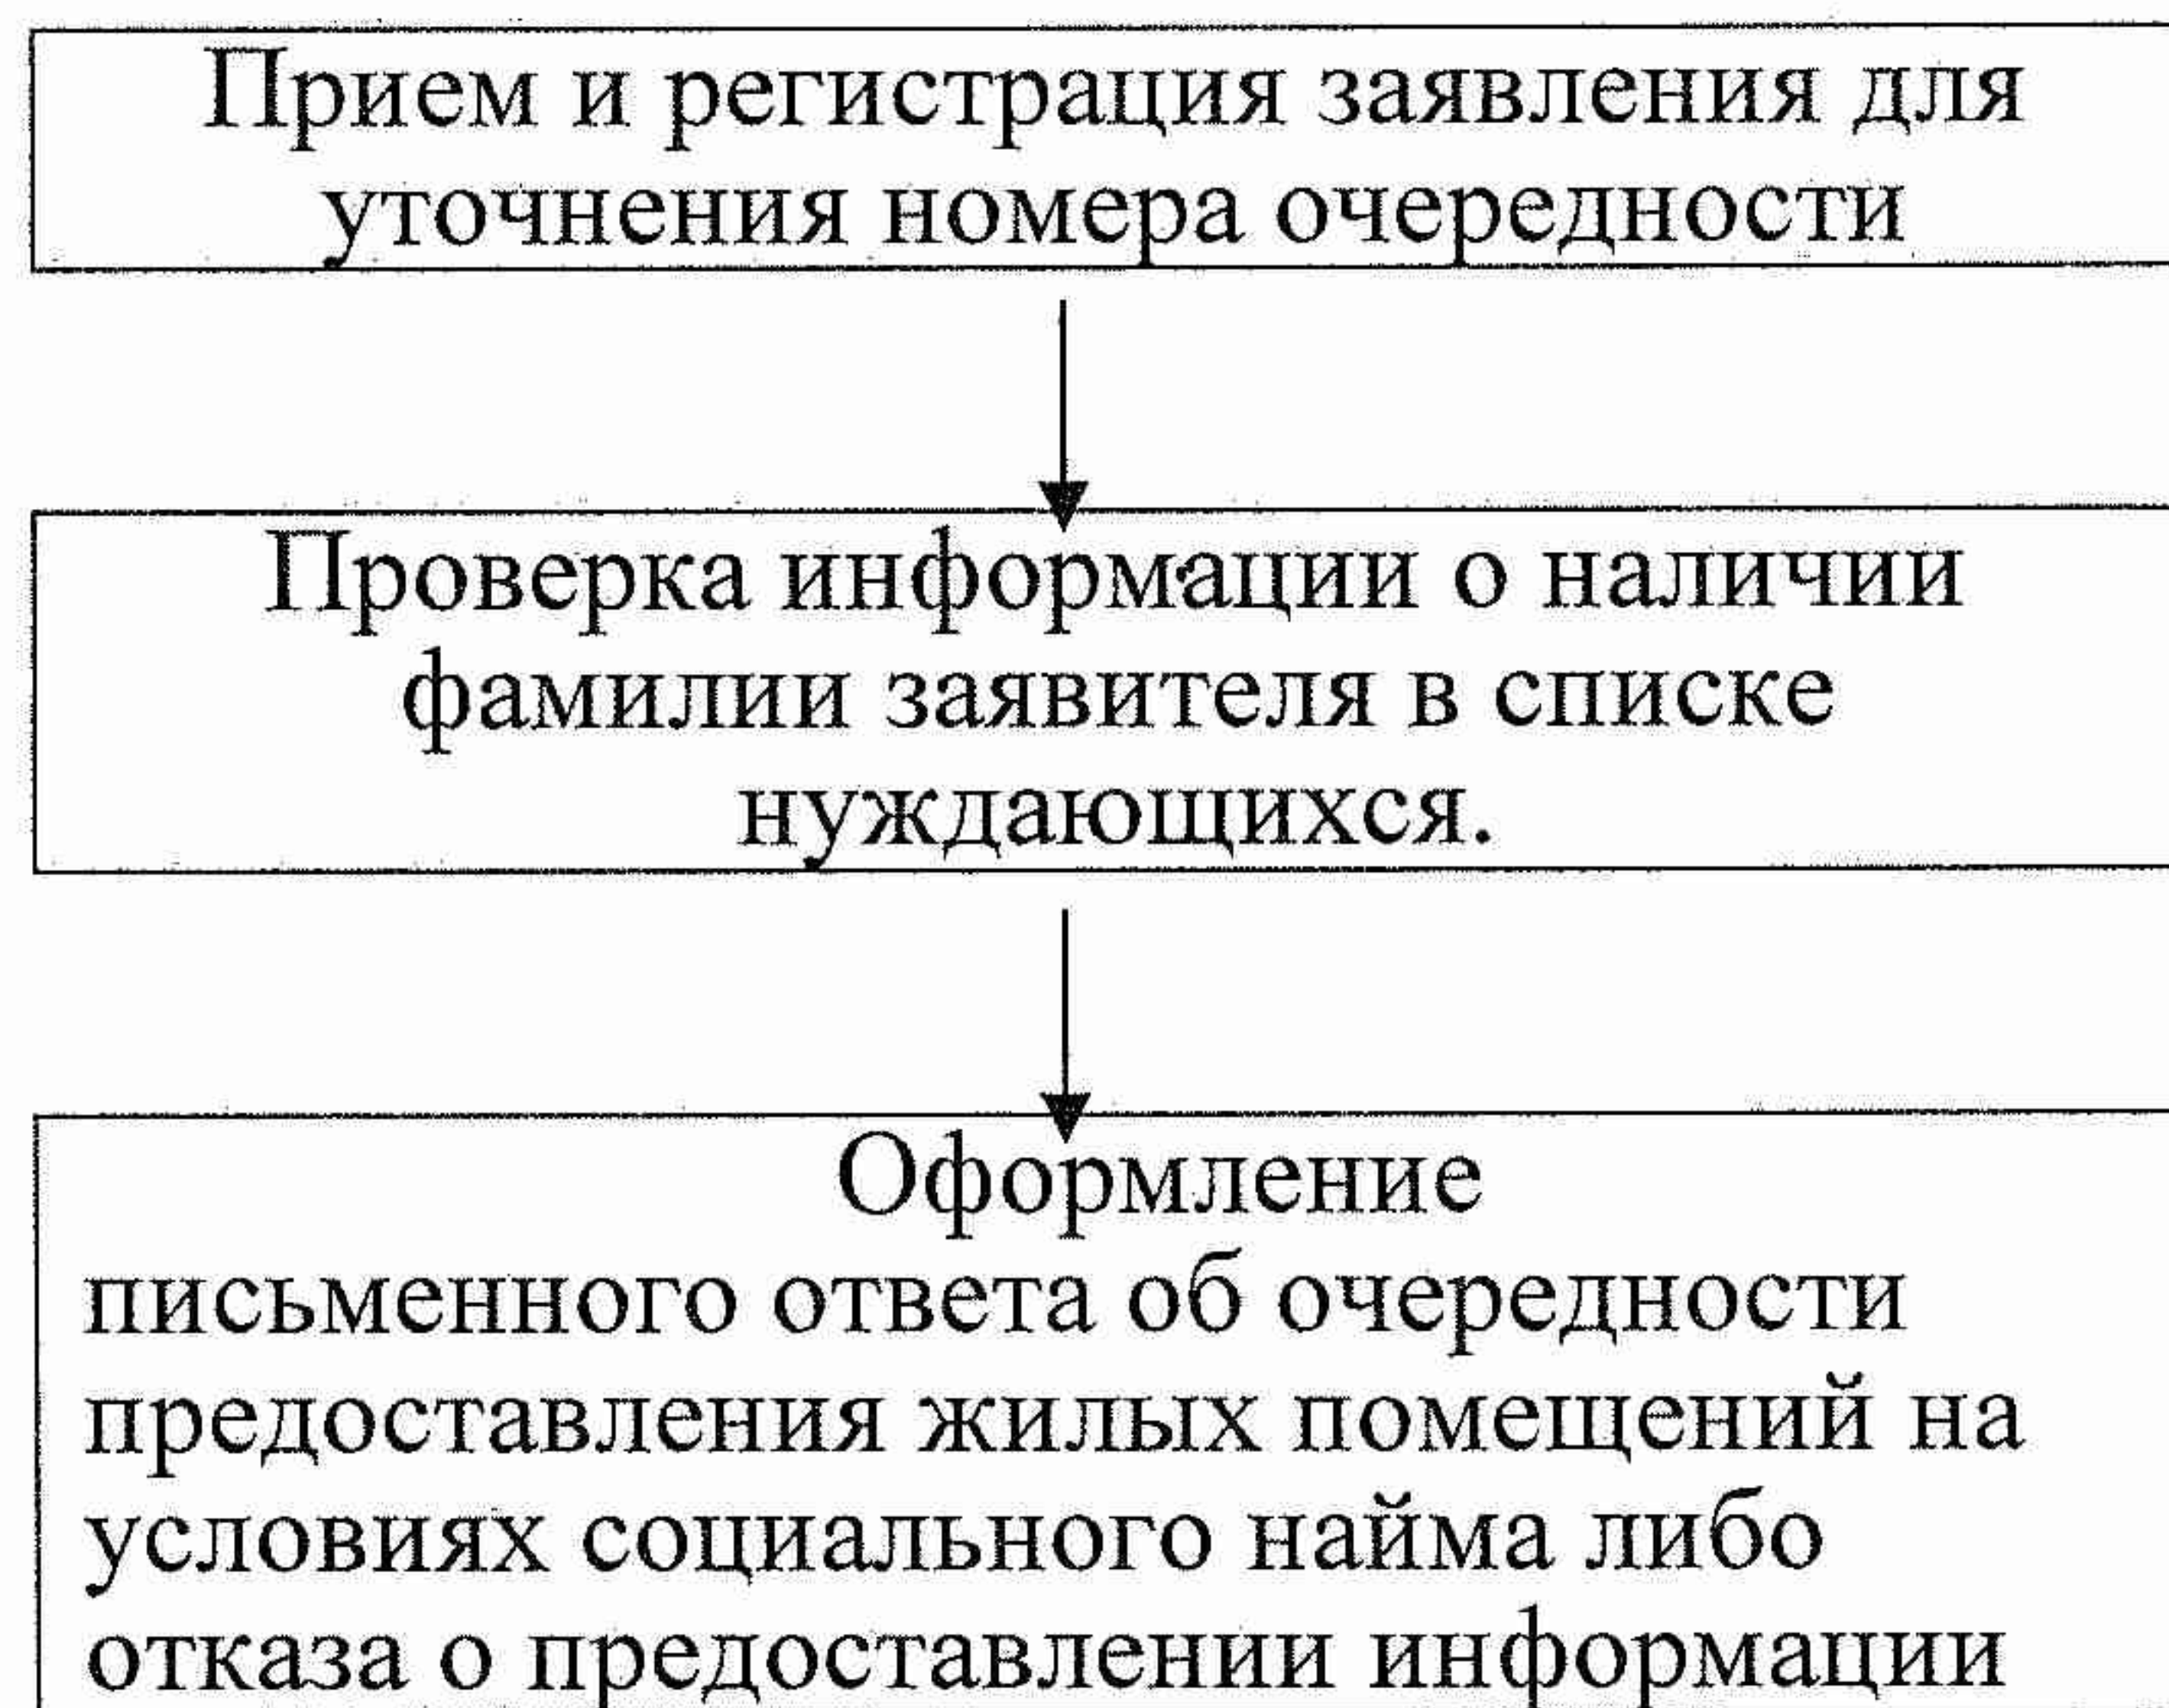 Прием и регистрация заявления для
уточнения номера очередности
Проверка информации о наличии
фамилии заявителя в списке
нуждающихся.
Оформление
письменного ответа об очередности
предоставления жилых помещений на
условиях социального найма либо
отказа о предоставлении информации